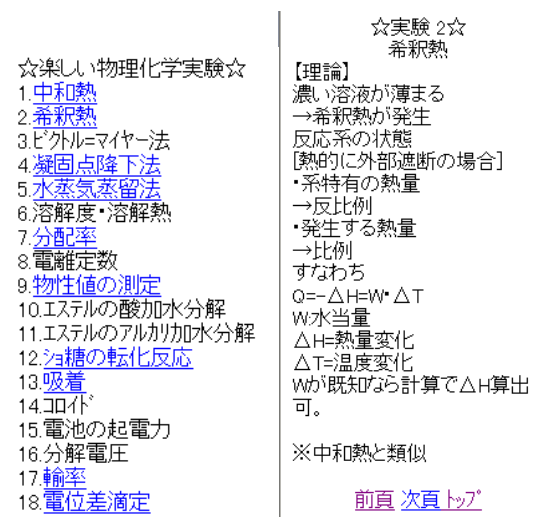 ☆楽しい物理化学実験☆
1.中和熱
2.希釈熱
3.ﾋﾞｸﾄﾙ=ﾏｲﾔｰ法
4.凝固点降下法
5.水蒸気蒸留法
6.溶解度・溶解熱
7.分配率
8.電離定数
9.物性値の測定
10.ｴｽﾃﾙの酸加水分解
11.ｴｽﾃﾙのｱﾙｶﾘ加水分解
12.ｼｮ糖の転化反応
13.吸着
14.ｺﾛｲﾄﾞ
15.電池の起電力
16.分解電圧
17.輸率
18.電位差滴定
☆実験 2☆
希釈熱
【理論】
濃い溶液が薄まる
→希釈熱が発生
反応系の状態
[熱的に外部遮断の場合]
・系特有の熱量
→反比例
・発生する熱量
→比例
すなわち
Q=-△H=W・△T
W:水当量
△H=熱量変化
△T=温度変化
Wが既知なら計算で△H算出
可。
※中和熱と類似
前頁 次頁 ﾄｯﾌﾟ